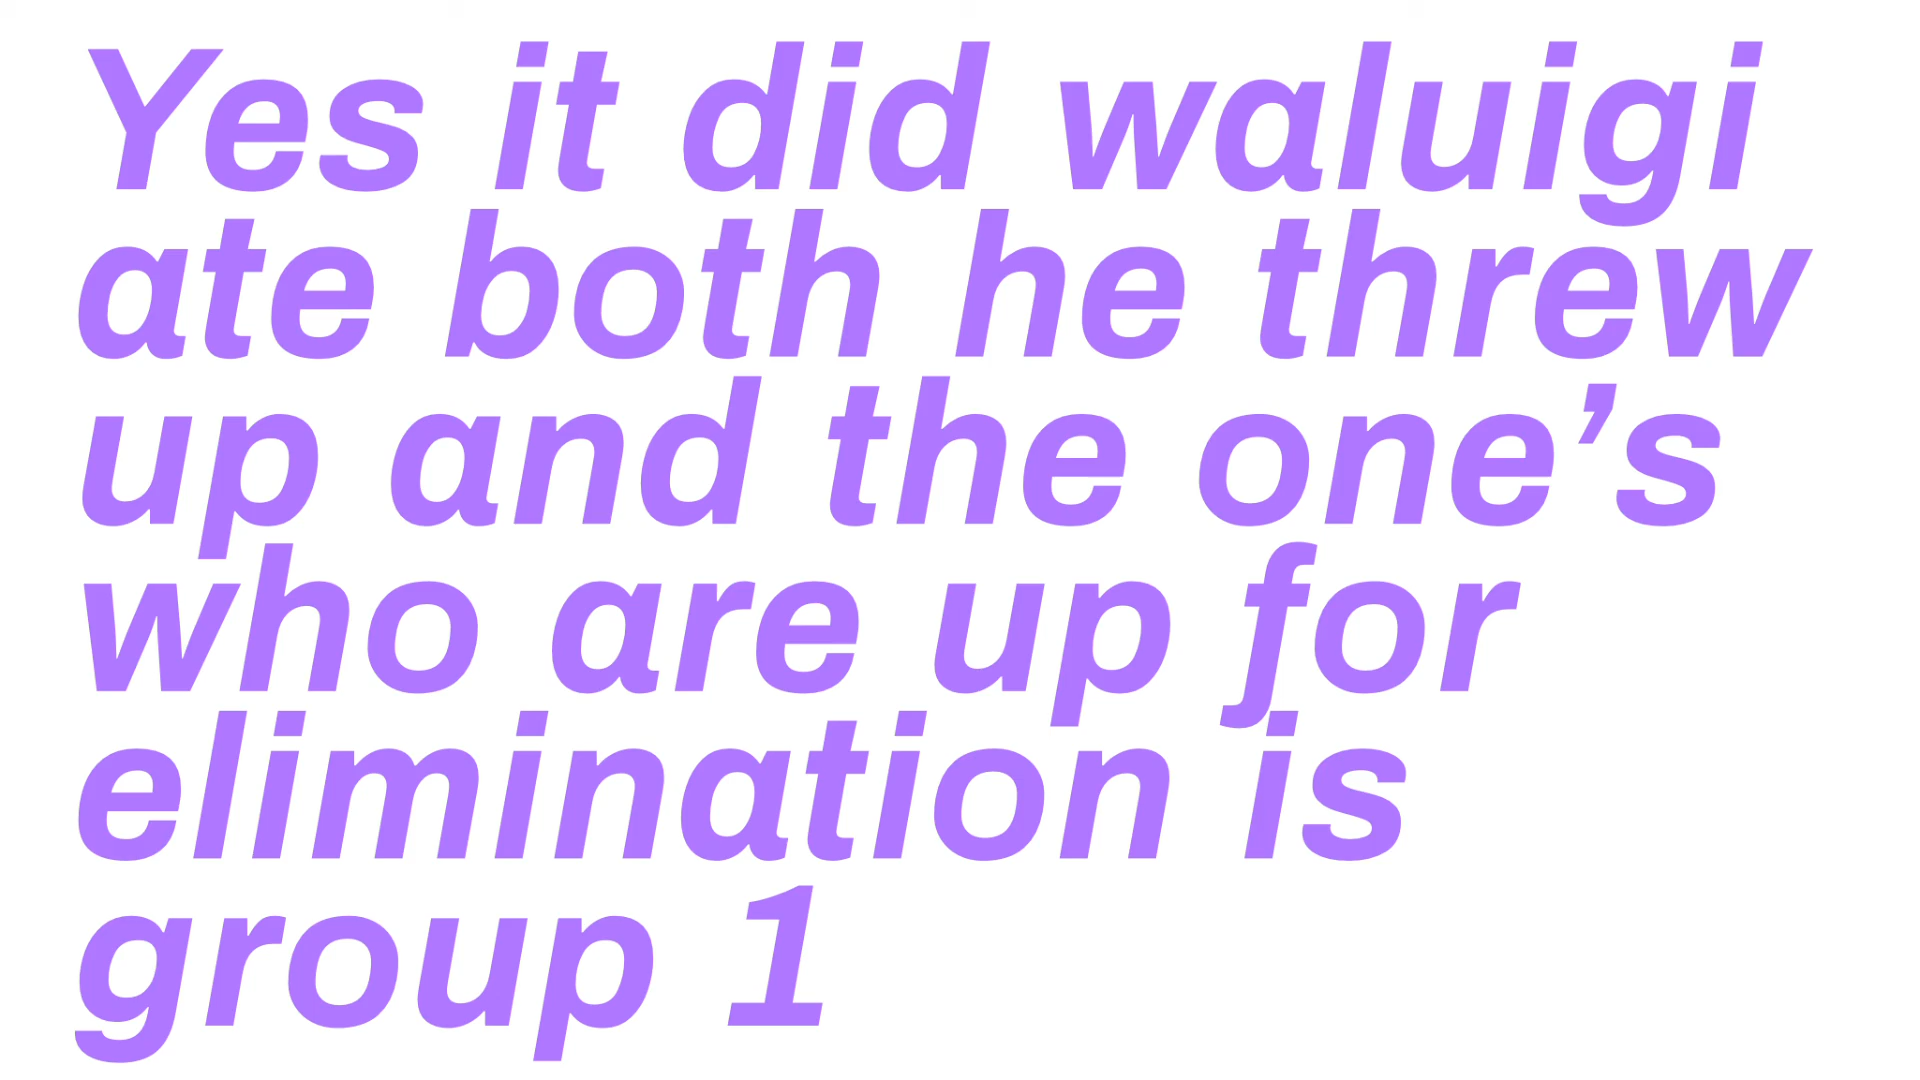 Yes it did waluigi
ate both he threw
up and the one’s
who are up for
elimination is
group 1